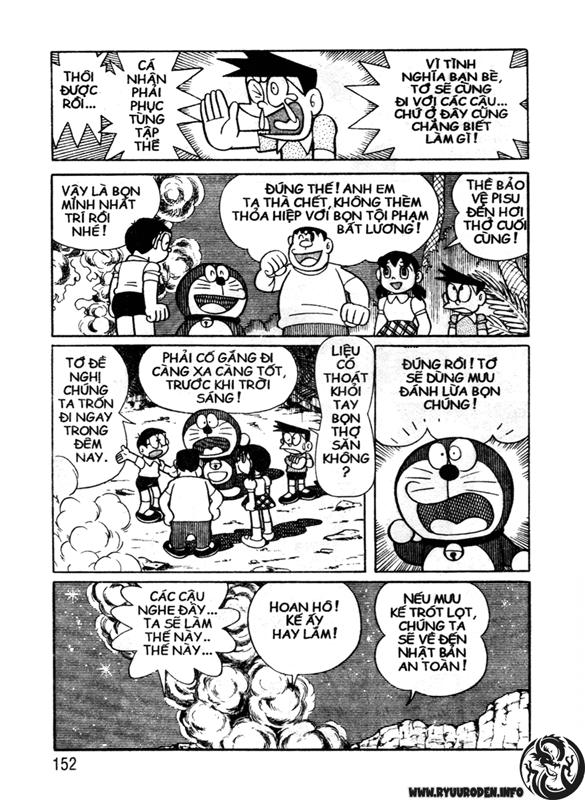 THÔI
ĐƯỢC
RỒI...
CÁ
NHÂN
PHẢI
PHỤC
TÙNG
TẬP
THỂ
VÌ TÌNH
NGHĨA BẠN BÈ,
TỚ SẼ CÙNG
ĐI VỚI CÁC CẬU...
CHỨ Ở ĐÂY CŨNG
CHẲNG BIẾT
LÀM GÌ!
VẬY LÀ BỌN
MÌNH NHẤT
TRÍ RỒI
NHÉ!
ĐÚNG THẾ! ANH EM
TA THÀ CHẾT, KHÔNG THÈM
THỎA HIỆP VỚI BỌN TỘI PHẠM
BẤT LƯƠNG!
THỀ BẢO
VỆ PISU
ĐẾN HƠI
THỞ CUỐI
CÙNG!
TỚ ĐỀ
NGHỊ
CHÚNG
TA TRỐN
ĐI NGAY
TRONG
ĐÊM
NAY.
PHẢI CỐ GẮNG ĐI
CÀNG XA CÀNG TỐT,
TRƯỚC KHI TRỜI
SÁNG!
LIỆU
CÓ
THOÁT
KHỎI
TAY
BỌN
THỢ
SĂN
KHÔNG?
ĐÚNG RỒI! TỚ
SẼ DÙNG MƯU
ĐÁNH LỪA BỌN
CHÚNG!
CÁC CẬU
NGHE ĐÂY...
TA SẼ LÀM
THẾ NÀY..
THẾ NÀY...
HOAN HÔ!
KẾ ẤY
HAY LẮM!
NẾU MƯU
KẾ TRÓT LỌT,
CHÚNG TA
SẼ VỀ ĐẾN
NHẬT BẢN
AN TOÀN!
152
WWW.RYUURODEN.INFO